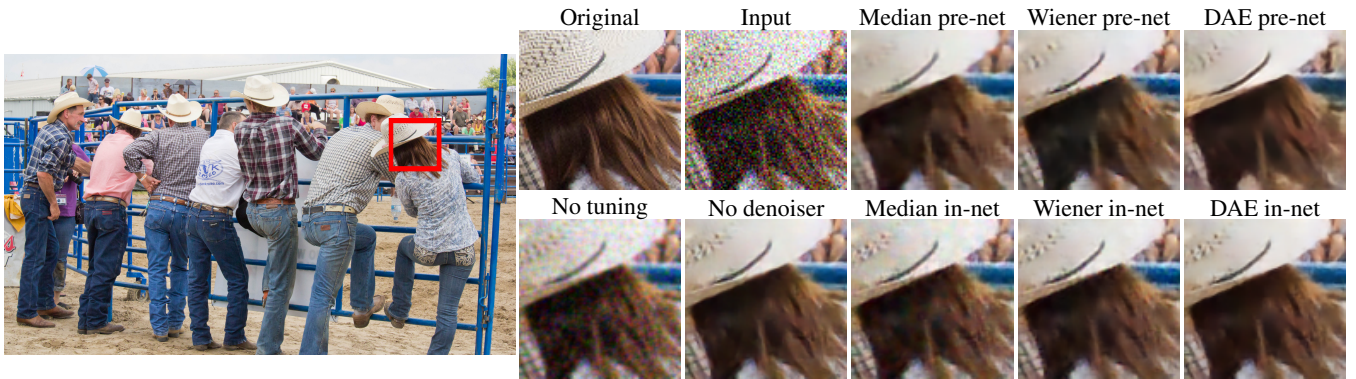 Original Input Median pre-net Wiener pre-net DAE pre-net
No tuning No denoiser Median in-net Wiener in-net DAE in-net